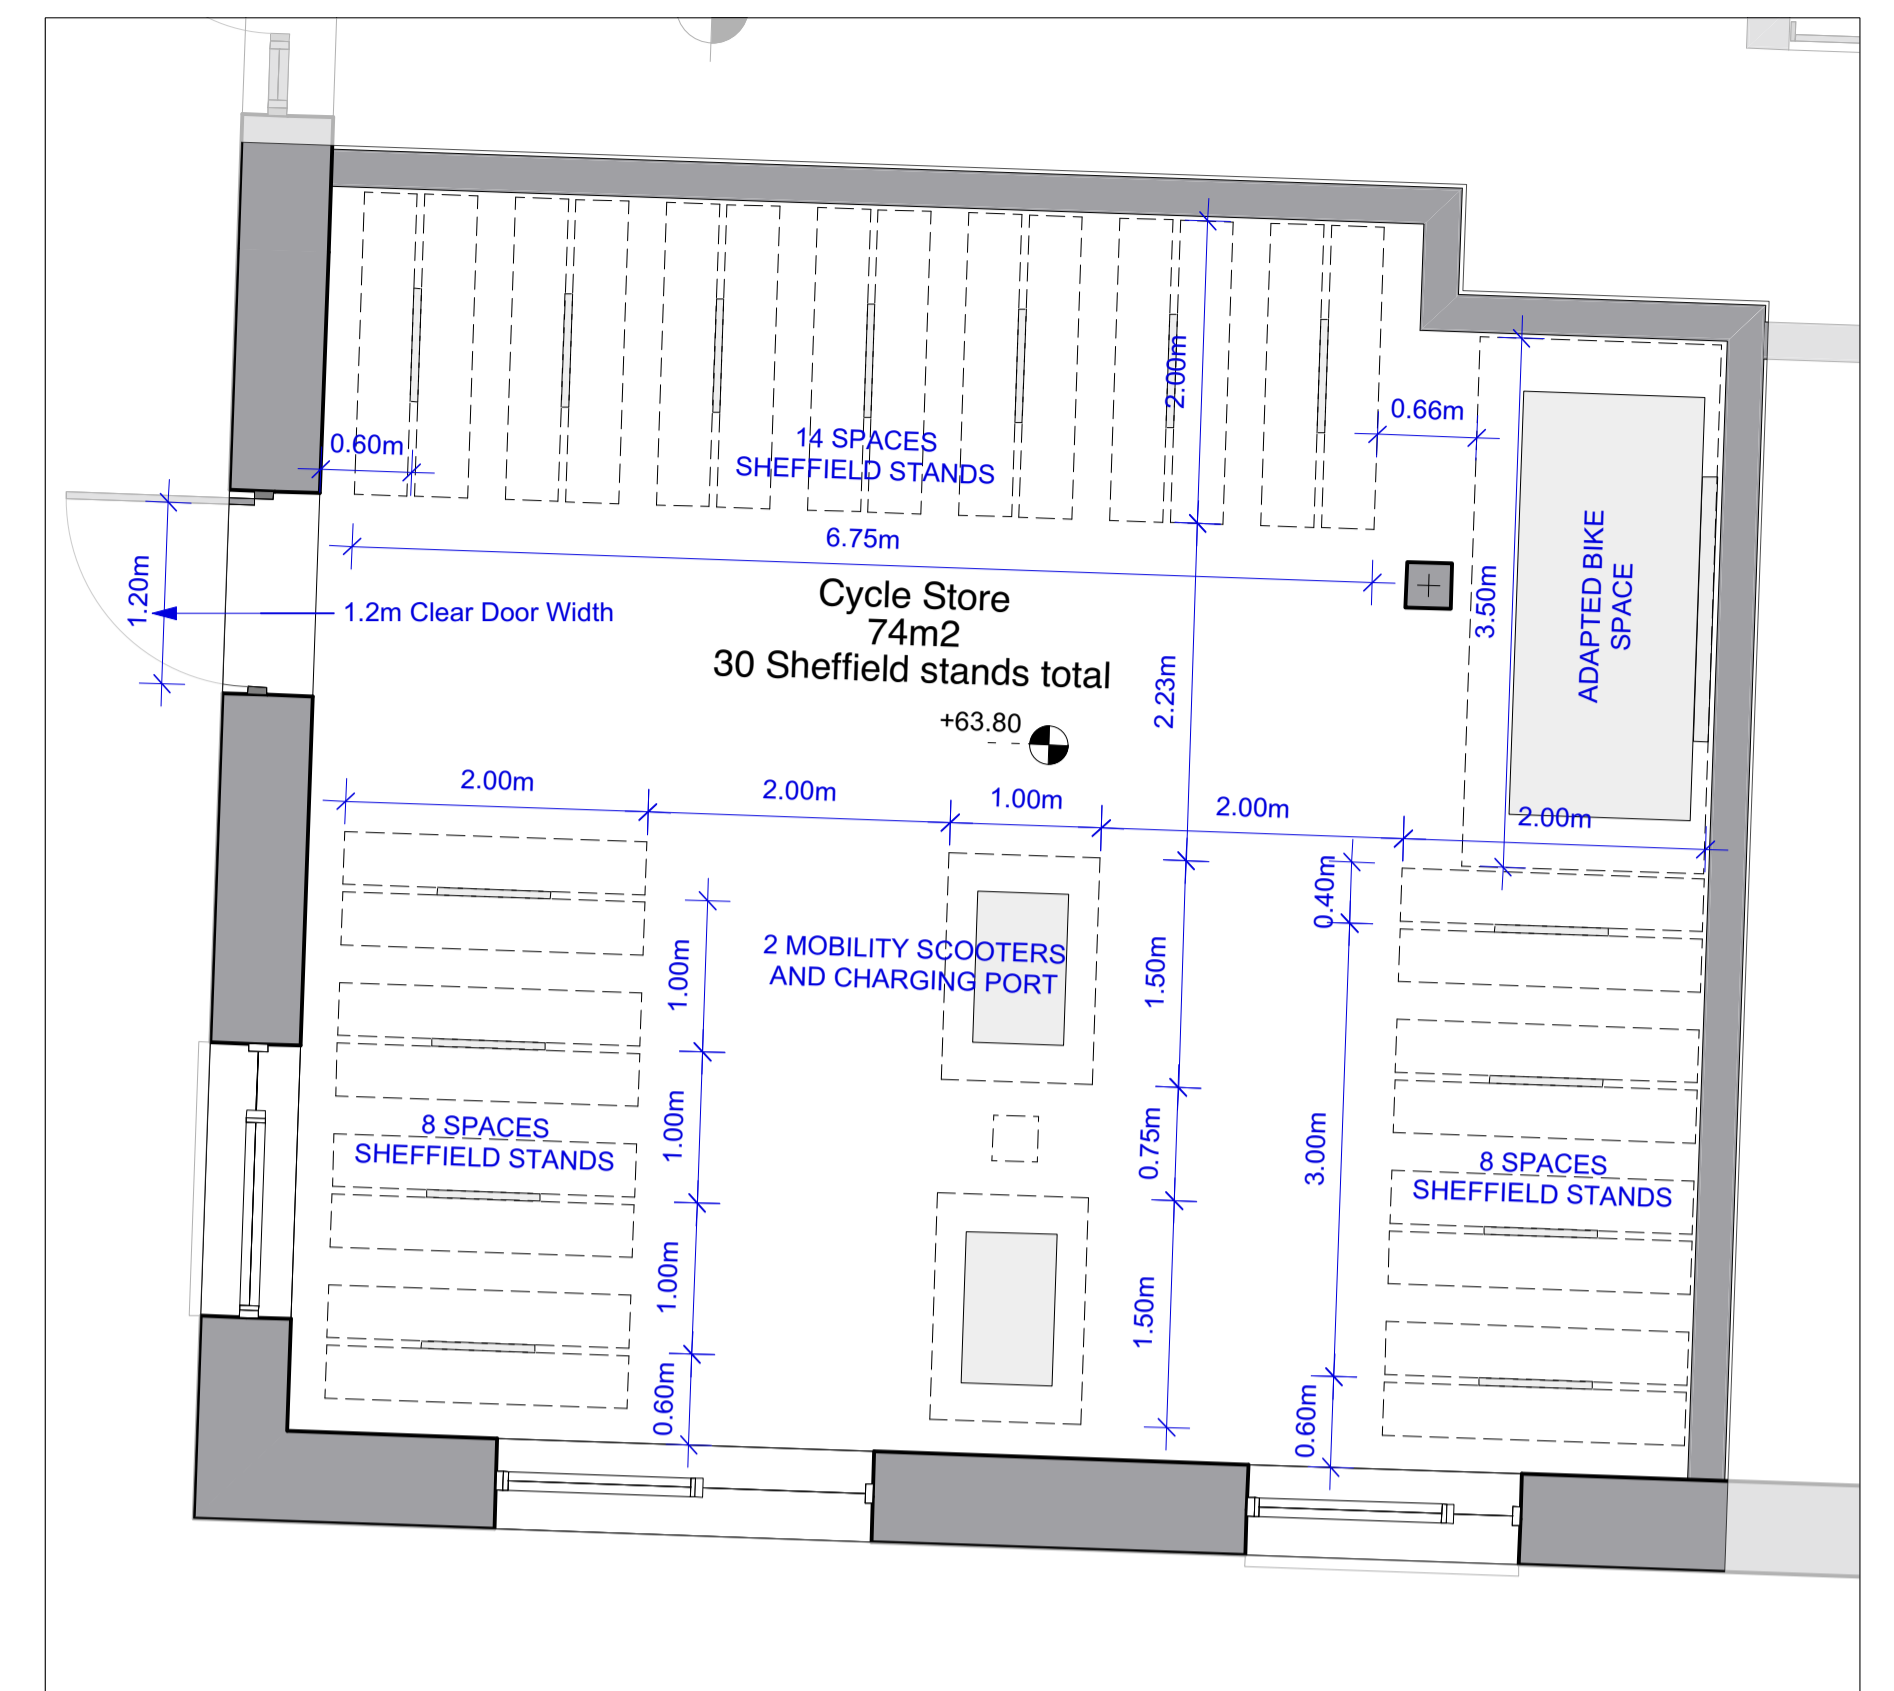 0.60m
14 SPACES
SHEFFIELD STANDS
2.00m
0.66m
6.75m
1.20m
1.2m Clear Door Width
Cycle Store
74m2
30 Sheffield stands total
+63.80
2.23m
3.50m
ADAPTED BIKE
SPACE
2.00m
2.00m
1.00m
2.00m
2.00m
2 MOBILITY SCOOTERS
AND CHARGING PORT
1.00m
1.00m
1.00m
0.60m
1.50m
0.75m
1.50m
0.40m
3.00m
0.60m
8 SPACES
SHEFFIELD STANDS
8 SPACES
SHEFFIELD STANDS